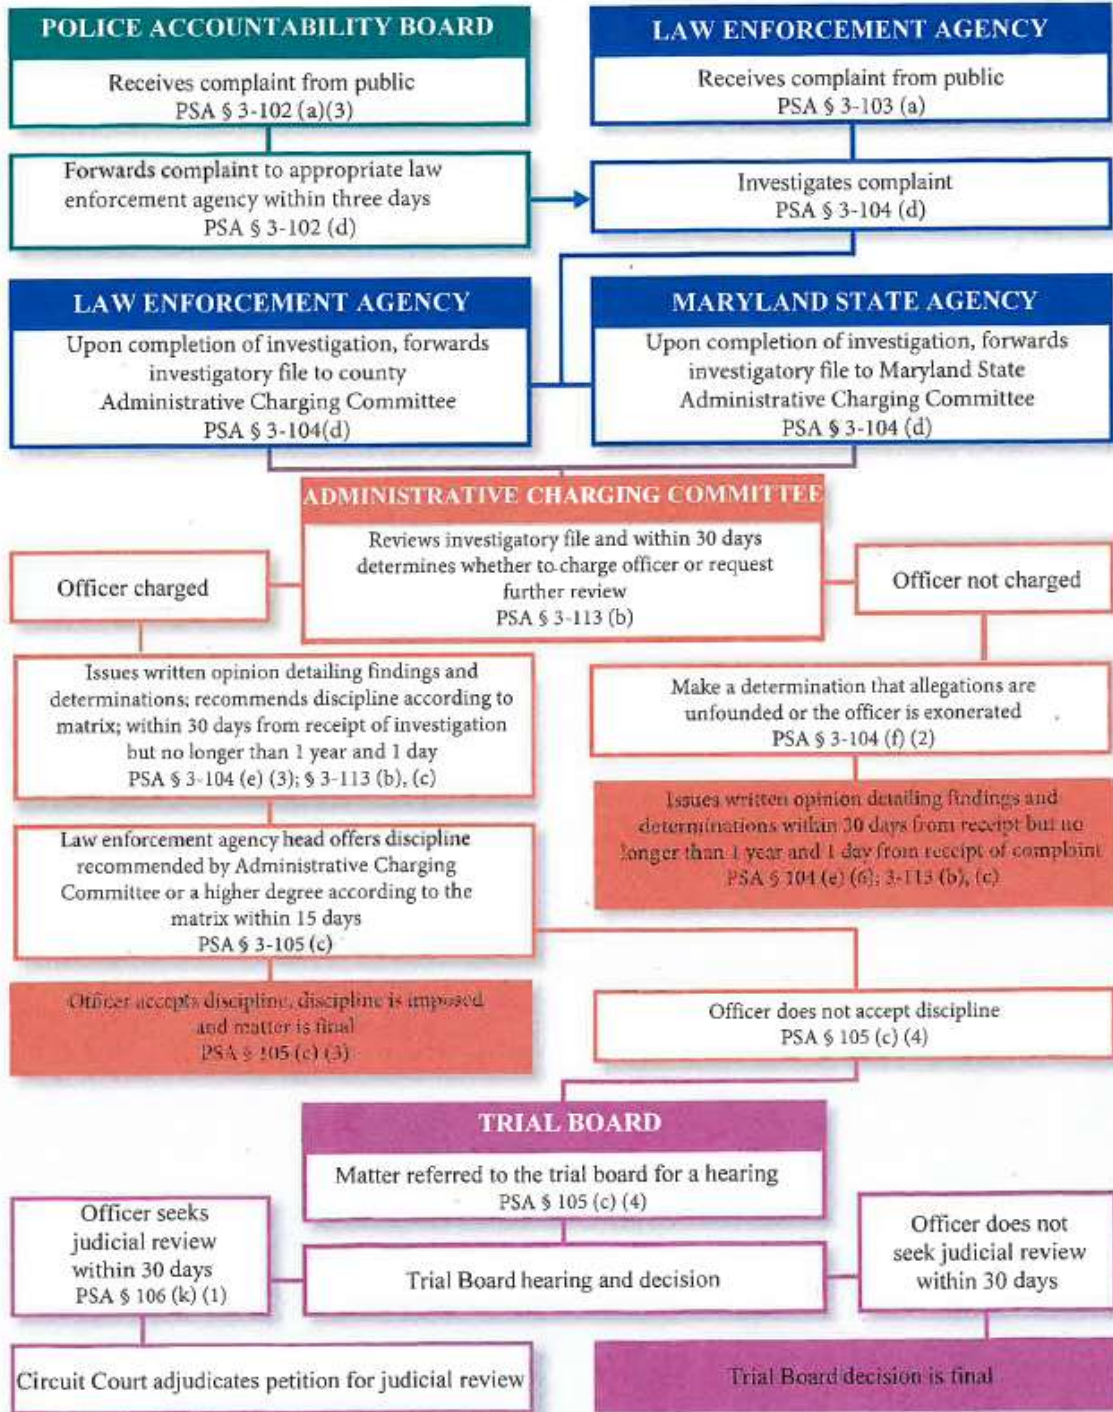 POLICE ACCOUNTABILITY BOARD
Receives complaint from public
PSA § 3-102 (a)(3)
Forwards complaint to appropriate law
enforcement agency within three days
PSA § 3-102 (d)
LAW ENFORCEMENT AGENCY
Receives complaint from public
PSA § 3-103 (a)
Investigates complaint
PSA § 3-104 (d)
LAW ENFORCEMENT AGENCY
Upon completion of investigation, forwards
investigatory file to county
Administrative Charging Committee
PSA § 3-104(d)
MARYLAND STATE AGENCY
Upon completion of investigation, forwards
investigatory file to Maryland State
Administrative Charging Committee
PSA § 3-104 (d)
ADMINISTRATIVE CHARGING COMMITTEE
Reviews investigatory file and within 30 days
determines whether to charge officer or request
further review
PSA § 3-113 (b)
Officer charged
Officer not charged
Issues written opinion detailing findings and
determinations; recommends discipline according to
matrix; within 30 days from receipt of investigation
but no longer than 1 year and 1 day
PSA § 3-104 (e) (3); § 3-113 (b), (c)
Make a determination that allegations are
unfounded or the officer is exonerated
PSA § 3-104 (f) (2)
Issues written opinion detailing findings and
determinations within 30 days from receipt but no
longer than 1 year and 1 day from receipt of complaint
PSA § 104 (e) (6); 3-113 (b), (c)
Law enforcement agency head offers discipline
recommended by Administrative Charging
Committee or a higher degree according to the
matrix within 15 days
PSA § 3-105 (c)
Officer accepts discipline, discipline is imposed
and matter is final
PSA § 105 (c) (3)
Officer does not accept discipline
PSA § 105 (c) (4)
TRIAL BOARD
Matter referred to the trial board for a hearing
PSA § 105 (c) (4)
Officer seeks
judicial review
within 30 days
PSA § 106 (k) (1)
Trial Board hearing and decision
Officer does not
seek judicial review
within 30 days
Circuit Court adjudicates petition for judicial review
Trial Board decision is final